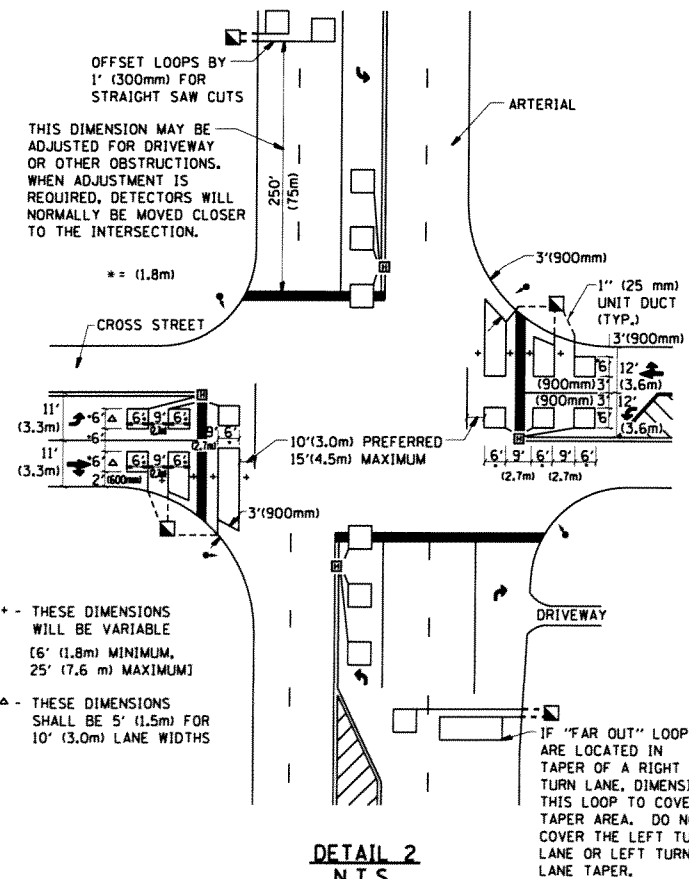 OFFSET LOOPS BY
1' (300mm) FOR
STRAIGHT SAW CUTS
ARTERIAL
THIS DIMENSION MAY BE
ADJUSTED FOR DRIVEWAY
OR OTHER OBSTRUCTIONS.
WHEN ADJUSTMENT IS
REQUIRED, DETECTORS WILL
NORMALLY BE MOVED CLOSER
TO THE INTERSECTION.
250'
(75m)
* = (1.8m)
H
3'(900mm)
1" (25 mm)
UNIT DUCT
(TYP.)
CROSS STREET
3'(900mm)
+ + + +
*6'
12'
(3.6m)
(900mm) 3'
(900mm) 3'
6'
12'
(3.6m)
H
11'
(3.3m)
*6'
△
6' 9' 6'
*6'
9' 6'
(2.7m)
11'
(3.3m)
*6'
△
6' 9' 6'
2' (600mm)
+ + + +
10'(3.0m) PREFERRED
15'(4.5m) MAXIMUM
H
6' 9' 6' 9' 6'
(2.7m) (2.7m)
3'(900mm)
H
+ - THESE DIMENSIONS
WILL BE VARIABLE
[6' (1.8m) MINIMUM,
25' (7.6 m) MAXIMUM]
DRIVEWAY
△ - THESE DIMENSIONS
SHALL BE 5' (1.5m) FOR
10' (3.0m) LANE WIDTHS
IF "FAR OUT" LOOP
ARE LOCATED IN
TAPER OF A RIGHT
TURN LANE, DIMENSI
THIS LOOP TO COVE
TAPER AREA. DO NO
COVER THE LEFT TU
LANE OR LEFT TURN
LANE TAPER.
DETAIL 2
N.T.S.